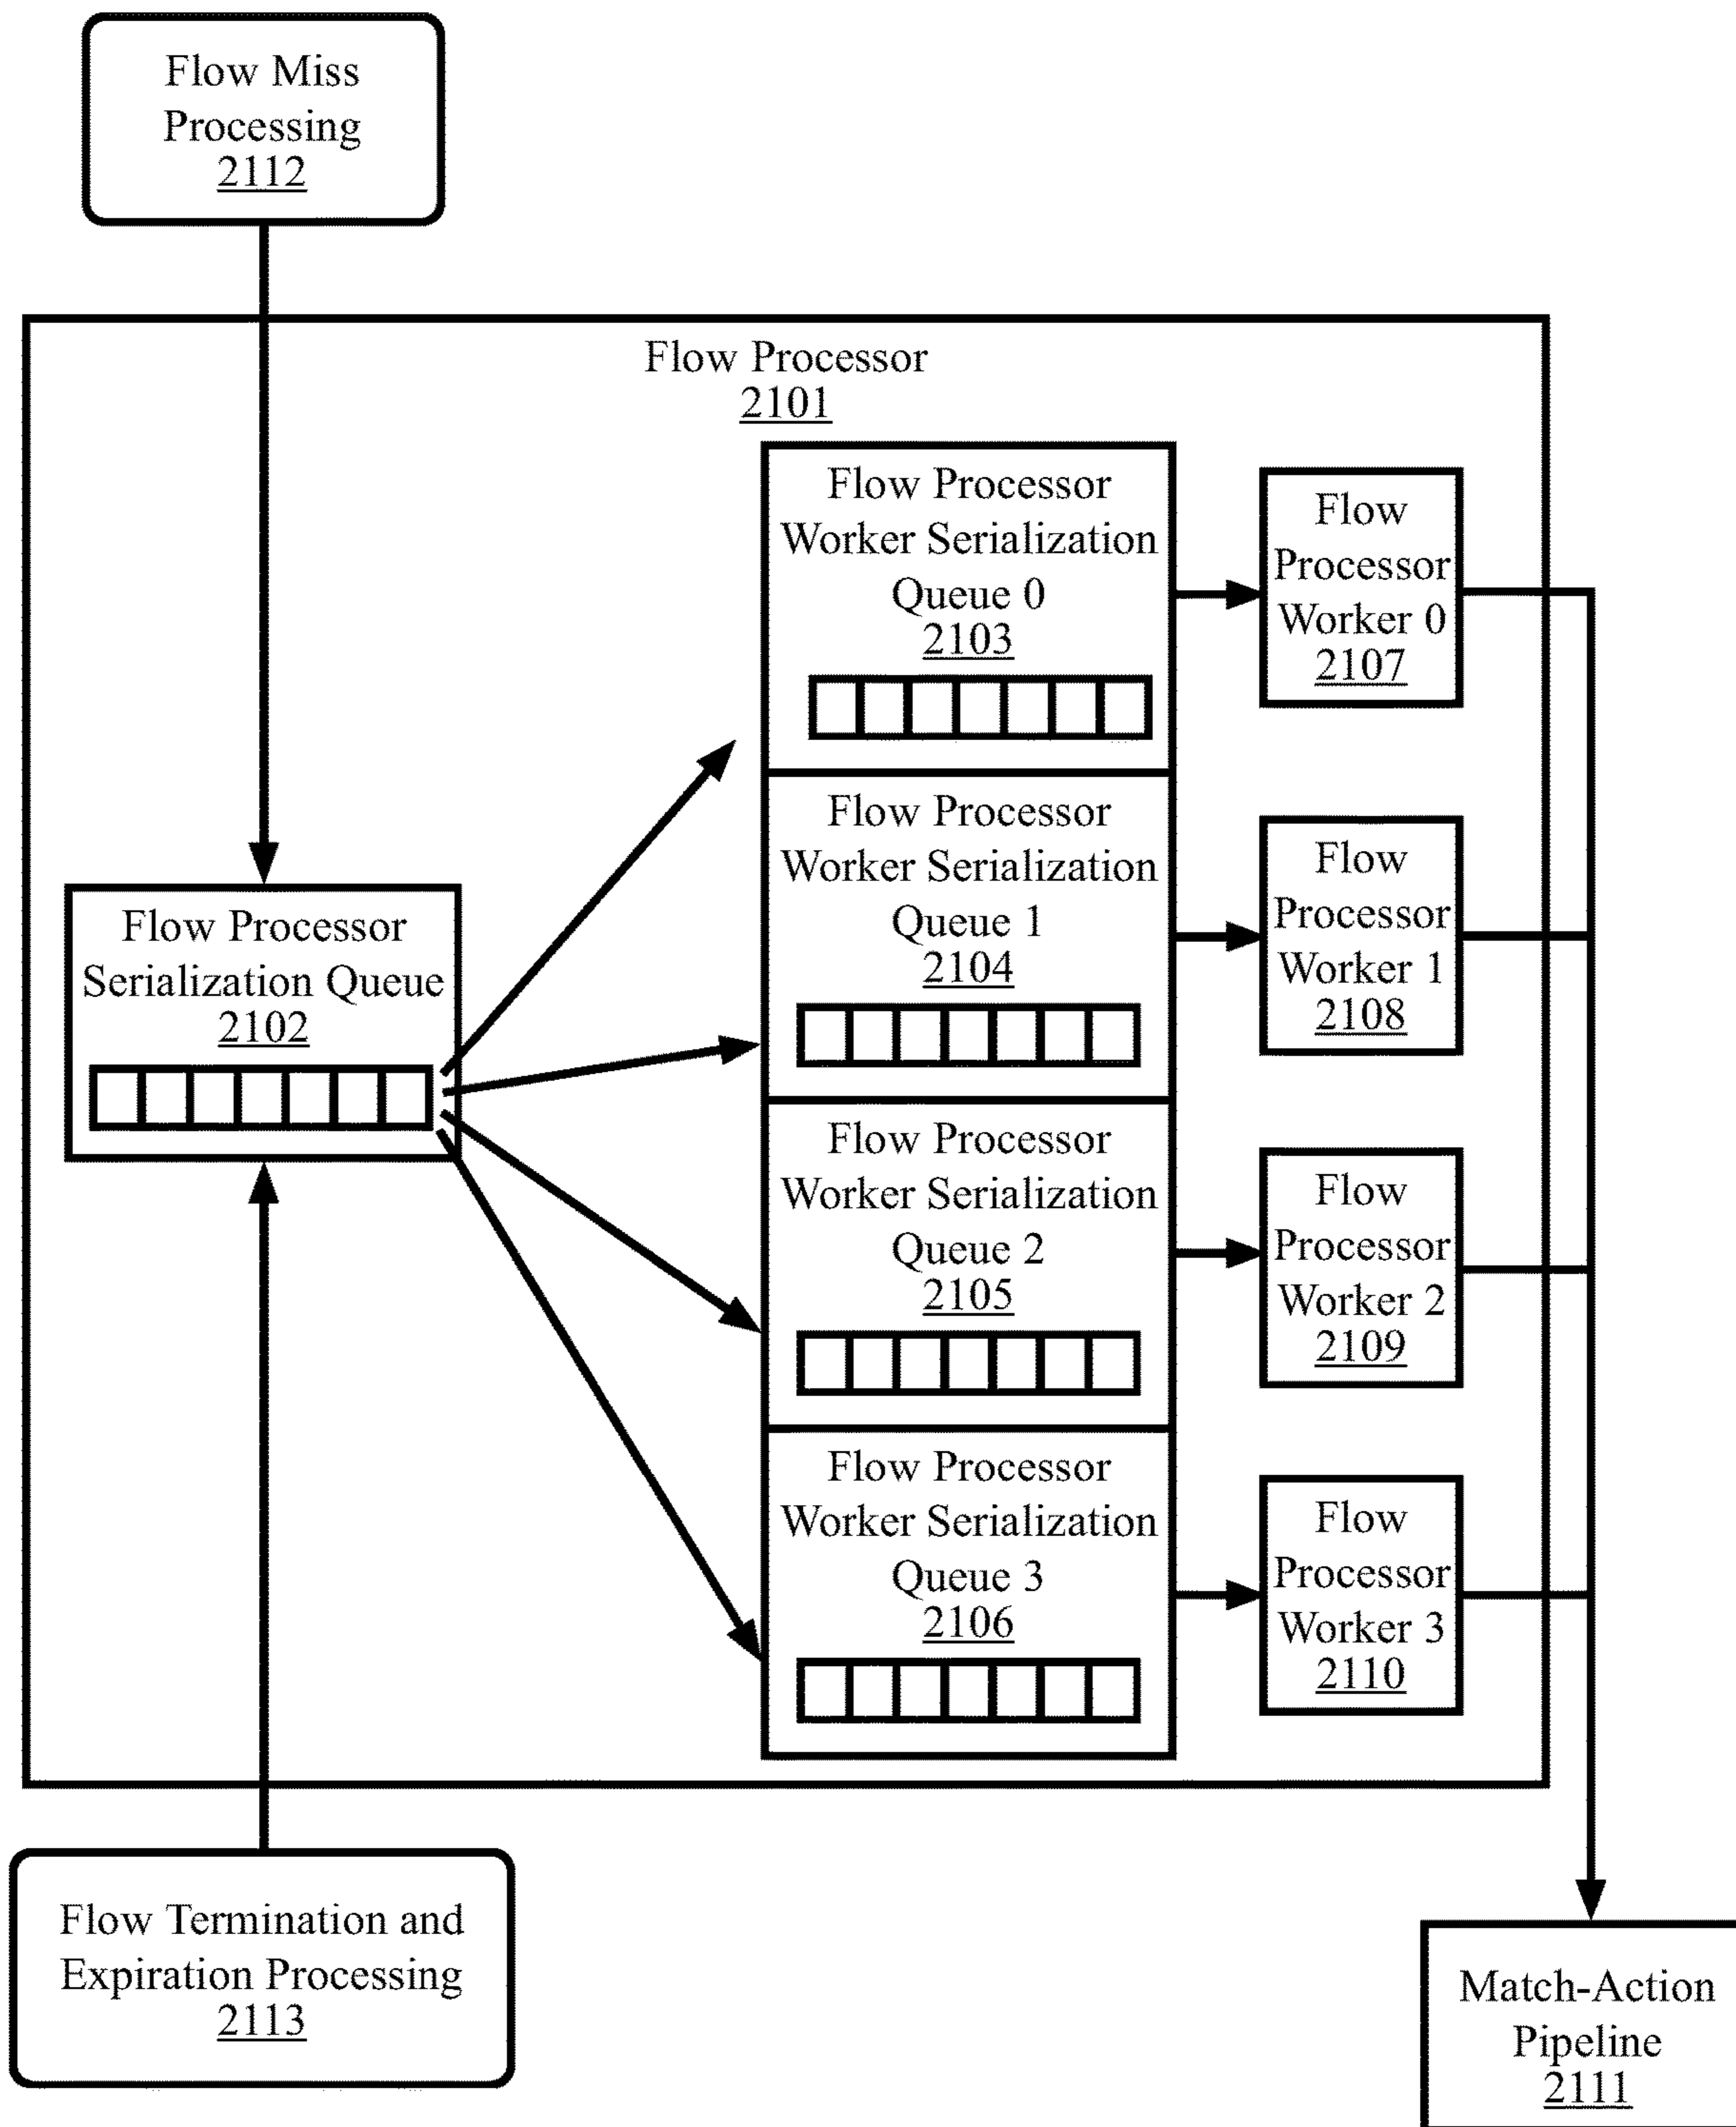 Flow Miss
Processing
2112
Flow Processor
2101
Flow Processor
Worker Serialization
Queue 0
2103
Flow
Processor
Worker 0
2107
Flow Processor
Worker Serialization
Queue 1
2104
Flow
Processor
Worker 1
2108
Flow Processor
Serialization Queue
2102
Flow Processor
Worker Serialization
Queue 2
2105
Flow
Processor
Worker 2
2109
Flow Processor
Worker Serialization
Queue 3
2106
Flow
Processor
Worker 3
2110
Flow Termination and
Expiration Processing
2113
Match-Action
Pipeline
2111